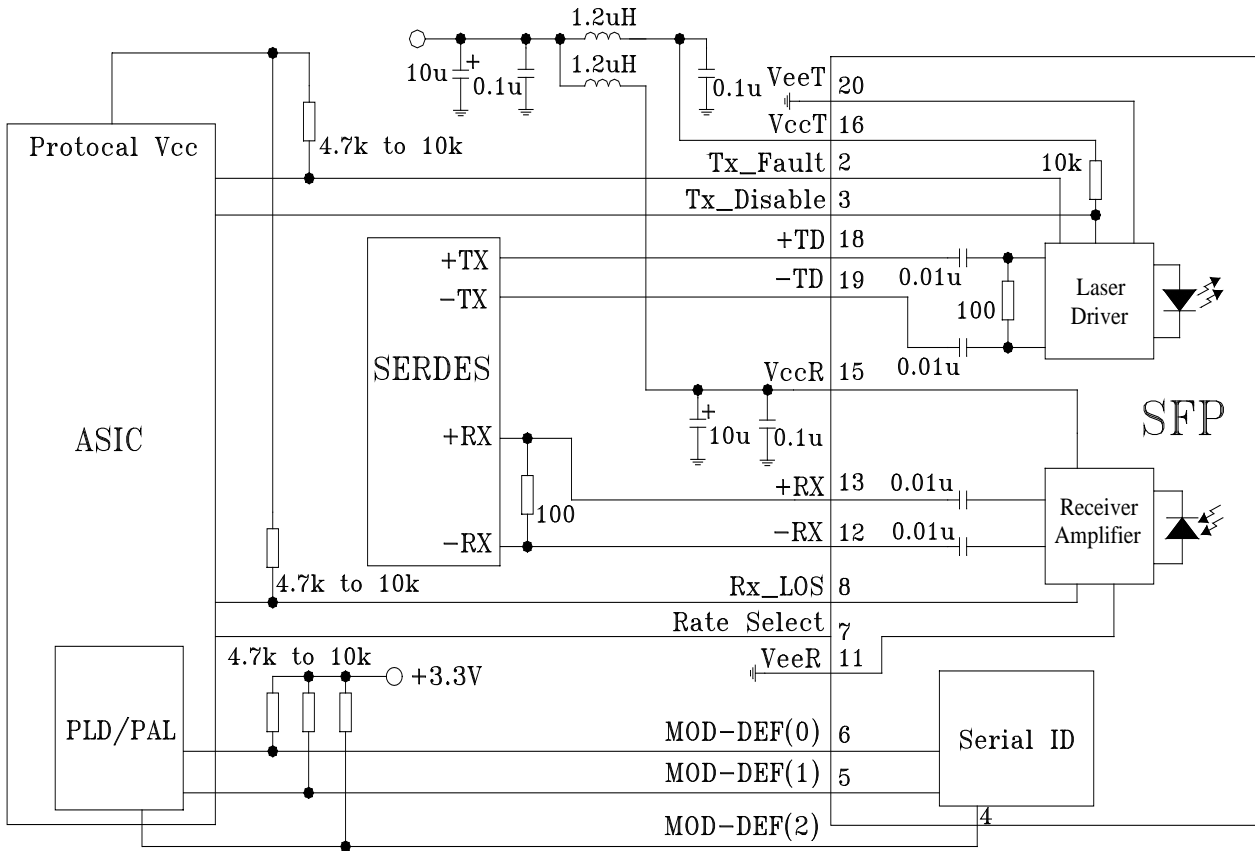 1.2uH
10u
+
0.1u
1.2uH
0.1u
VeeT 20
VccT 16
Protocal Vcc
4.7k to 10k
Tx_Fault 2
10k
Tx_Disable 3
+TD 18
-TD 19
0.01u
100
0.01u
Laser
Driver
+TX
-TX
SERDES
+RX
-RX
100
VccR 15
+
10u
0.1u
SFP
ASIC
+RX 13
0.01u
-RX 12
0.01u
Receiver
Amplifier
4.7k to 10k
Rx_LOS 8
Rate Select 7
VeeR 11
4.7k to 10k
+3.3V
PLD/PAL
MOD-DEF(0) 6
MOD-DEF(1) 5
MOD-DEF(2) 4
Serial ID